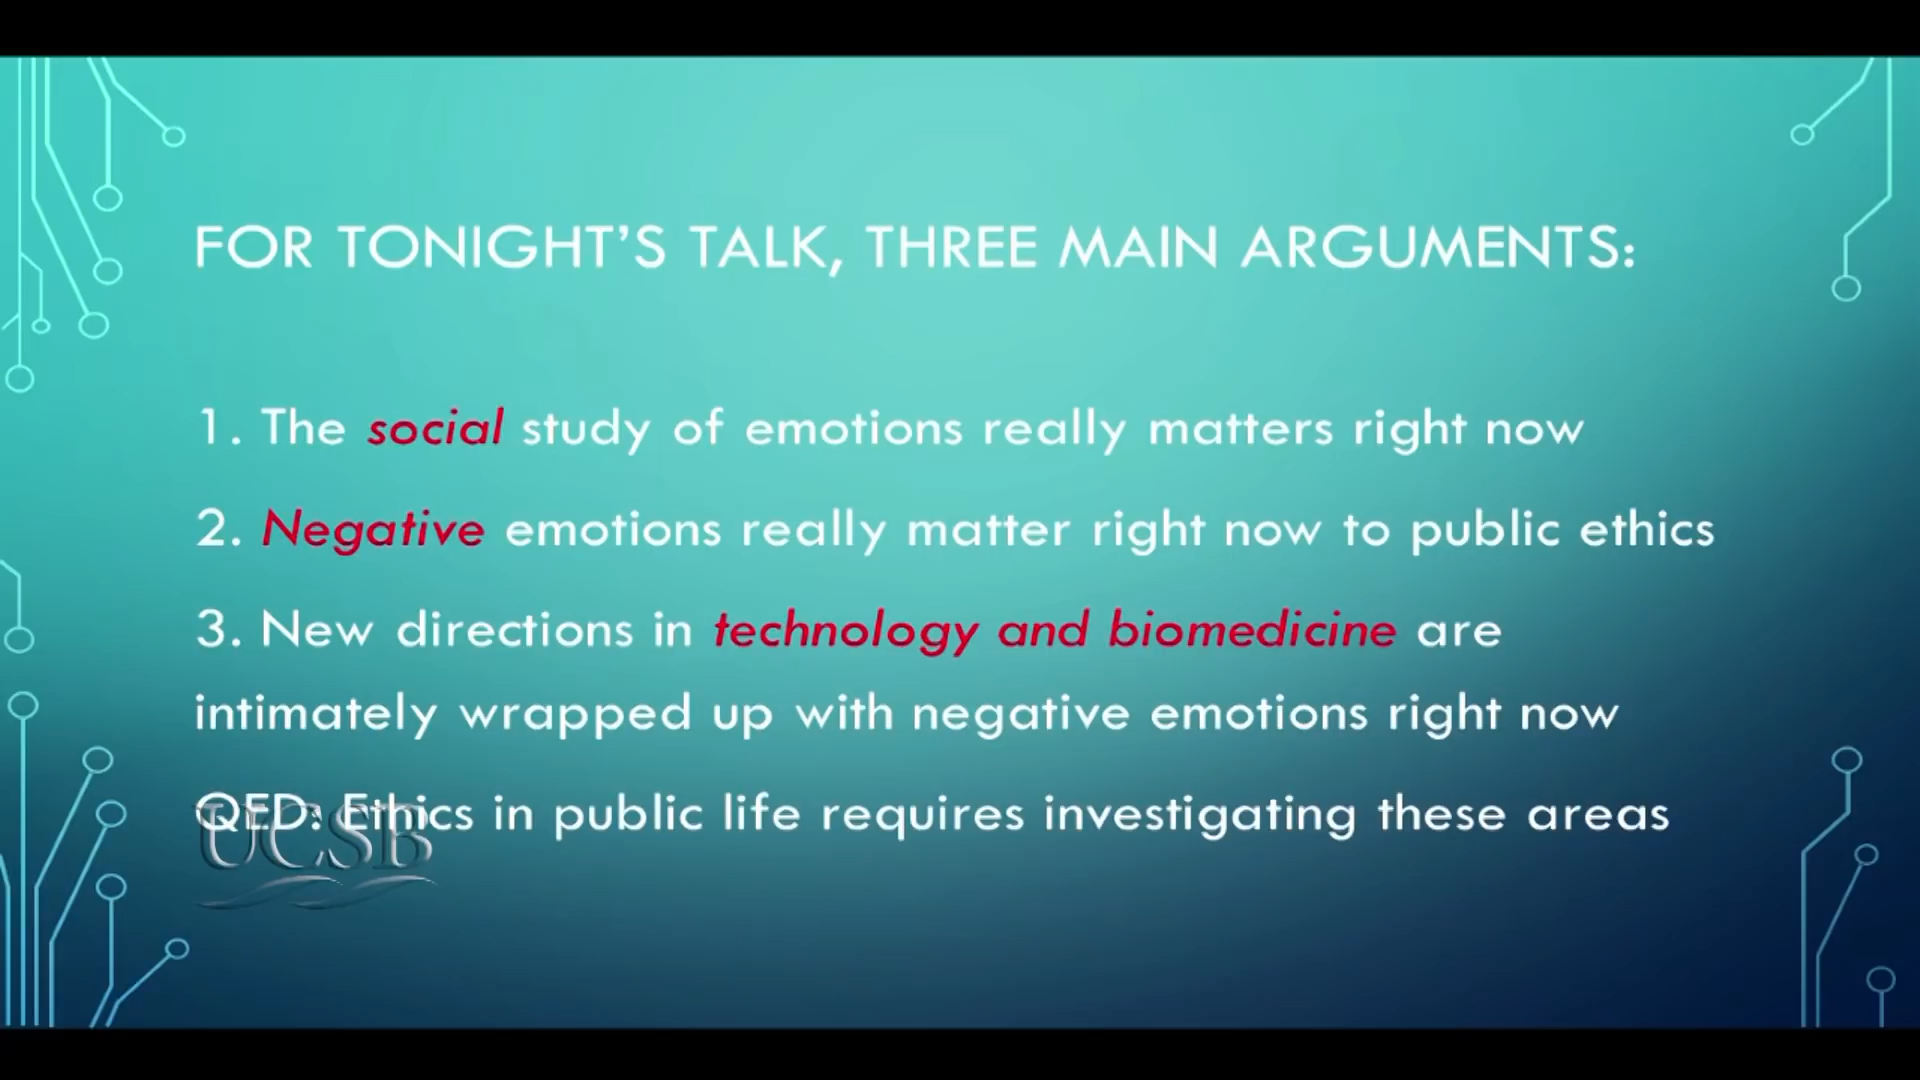 FOR TONIGHT’S TALK, THREE MAIN ARGUMENTS:
1. The social study of emotions really matters right now
2. Negative emotions really matter right now to public ethics
3. New directions in technology and biomedicine are
intimately wrapped up with negative emotions right now
QED: Ethics in public life requires investigating these areas
UCSB